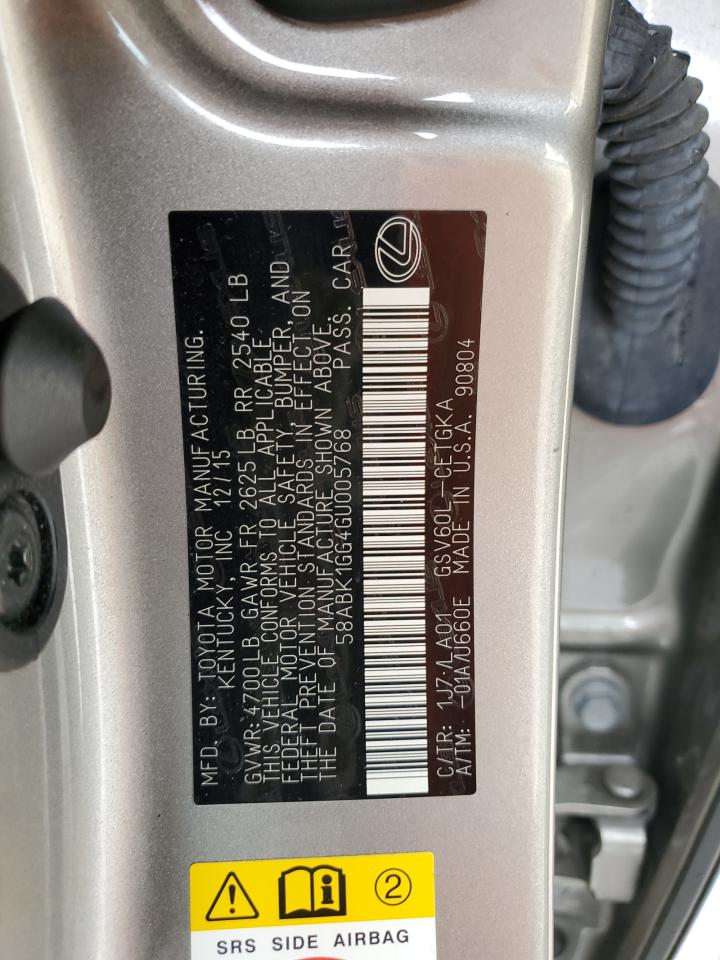 MFD. BY: TOYOTA MOTOR MANUFACTURING.
KENTUCKY, INC 12/15
GVWR: 4700LB GAWR FR 2625 LB RR 2540 LB
THIS VEHICLE CONFORMS TO ALL APPLICABLE
FEDERAL MOTOR VEHICLE SAFETY, BUMPER, AND
THEFT PREVENTION STANDARDS IN EFFECT ON
THE DATE OF MANUFACTURE SHOWN ABOVE.
58ABK1GG4GU005768 PASS. CAR
C/TR: 1J7/LA01 GSV60L-CETGKA
A/TM: -01A/U660E MADE IN U.S.A. 90804
2
SRS SIDE AIRBAG